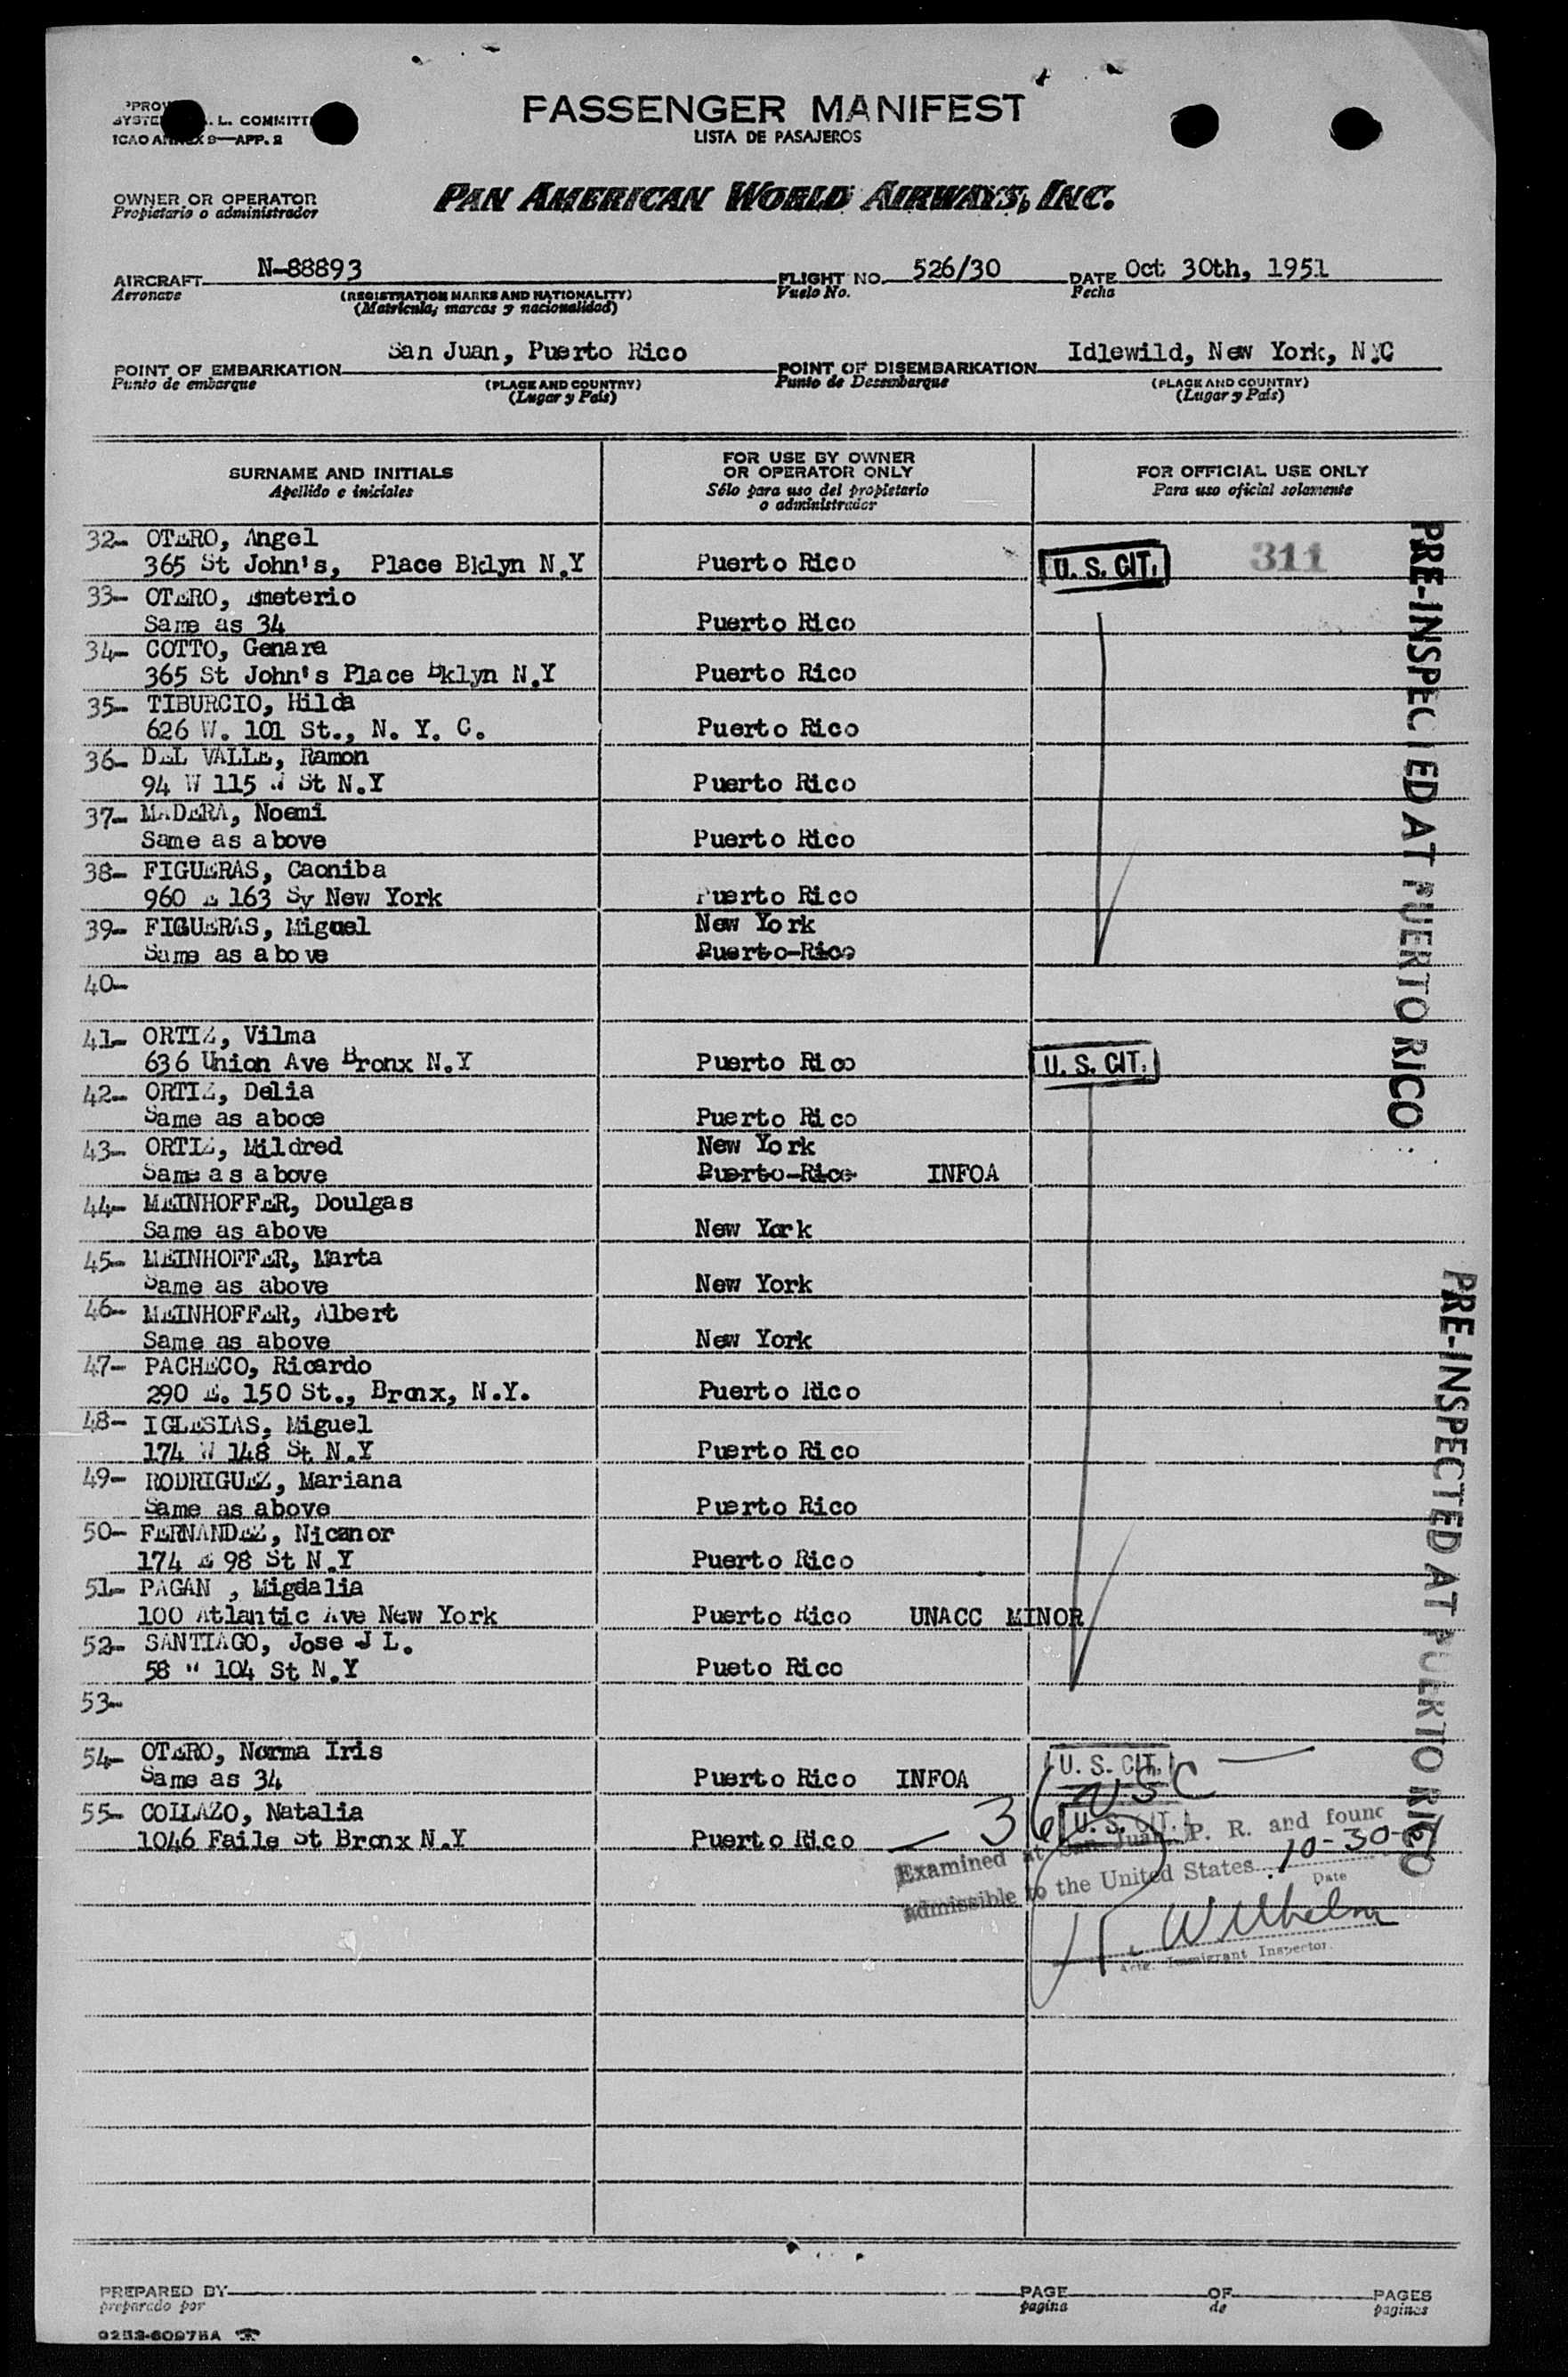 PASSENGER MANIFEST
LISTA DE PASAJEROS
L. COMMITT
ICAO ANNEX 9—APP. 2
OWNER OR OPERATOR
Propietario o administrador
PAN AMERICAN WORLD AIRWAYS, INC.
AIRCRAFT N-88893 FLIGHT NO. 526/30 DATE Oct 30th, 1951
Aeronave (REGISTRATION MARKS AND NATIONALITY) Vuelo No. Fecha
(Matricula, marcas y nacionalidad)
POINT OF EMBARKATION San Juan, Puerto Rico POINT OF DISEMBARKATION Idlewild, New York, N.C
Punto de embarque (PLACE AND COUNTRY) Punto de Desembarque (PLACE AND COUNTRY)
(Lugar y País) (Lugar y País)
SURNAME AND INITIALS
Apellido e iniciales
FOR USE BY OWNER
OR OPERATOR ONLY
Sólo para uso del propietario
o administrador
FOR OFFICIAL USE ONLY
Para uso oficial solamente
32- OTERO, Angel
365 St John's, Place Bklyn N.Y Puerto Rico U. S. CIT. 311
33- OTERO, Emeterio
Same as 34 Puerto Rico
34- COTTO, Genara
365 St John's Place Bklyn N.Y Puerto Rico
35- TIBURCIO, Hilda
626 W. 101 St., N. Y. C. Puerto Rico
36- DEL VALLE, Ramon
94 W 115 St N.Y Puerto Rico
37- MADERA, Noemi
Same as above Puerto Rico
38- FIGUERAS, Caoniba
960 E 163 Sy New York Puerto Rico
39- FIGUERAS, Miguel New York
Same as above Puerto-Rico
40-
41- ORTIZ, Vilma
636 Union Ave Bronx N.Y Puerto Rico U. S. CIT.
42- ORTIZ, Delia
Same as aboce Puerto Rico
43- ORTIZ, Mildred New York
Same as above Puerto-Rico INFOA
44- MEINHOFFER, Doulgas
Same as above New York
45- MEINHOFFER, Marta
Same as above New York
46- MEINHOFFER, Albert
Same as above New York
47- PACHECO, Ricardo
290 E. 150 St., Bronx, N.Y. Puerto Rico
48- IGLESIAS, Miguel
174 W 148 St N.Y Puerto Rico
49- RODRIGUEZ, Mariana
Same as above Puerto Rico
50- FERNANDEZ, Nicanor
174 E 98 St N.Y Puerto Rico
51- PAGAN , Migdalia
100 Atlantic Ave New York Puerto Rico UNACC MINOR
52- SANTIAGO, Jose J L.
58 " 104 St N.Y Pueto Rico
53-
54- OTERO, Norma Iris
Same as 34 Puerto Rico INFOA U. S. CIT.
55- COLLAZO, Natalia
1046 Faile St Bronx N.Y Puerto Rico U. S. CIT.
36 USC
Examined at San Juan, P. R. and found
admissible to the United States 10-30-51
Date
Wilhelm
Actg. Immigrant Inspector.
PRE-INSPECTED AT PUERTO RICO
PRE-INSPECTED AT PUERTO RICO
PREPARED BY PAGE OF PAGES
preparado por pagina de paginas